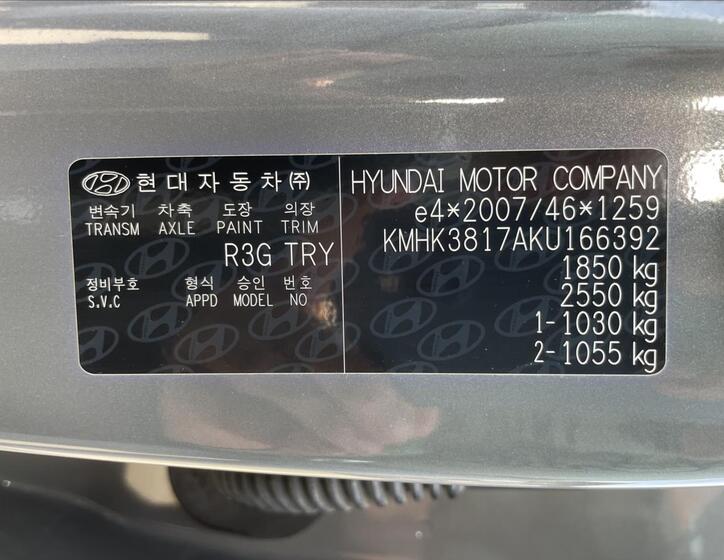 현대자동차㈜
변속기 차축 도장 의장
TRANSM AXLE PAINT TRIM
R3G TRY
정비부호 형식 승인 번호
S.V.C APPD MODEL NO
HYUNDAI MOTOR COMPANY
e4*2007/46*1259
KMHK3817AKU166392
1850 kg
2550 kg
1-1030 kg
2-1055 kg